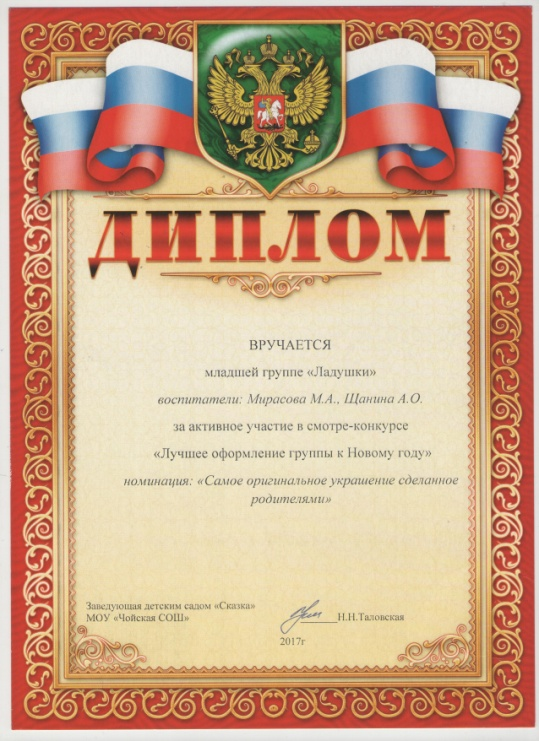 ДИПЛОМ
ВРУЧАЕТСЯ
младшей группе «Ладушки»
воспитатели: Мирасова М.А., Щанина А.О.
за активное участие в смотре-конкурсе
«Лучшее оформление группы к Новому году»
номинация: «Самое оригинальное украшение сделанное
родителями»
Заведующая детским садом «Сказка»
МОУ «Чойская СОШ» Н.Н.Таловская
2017г